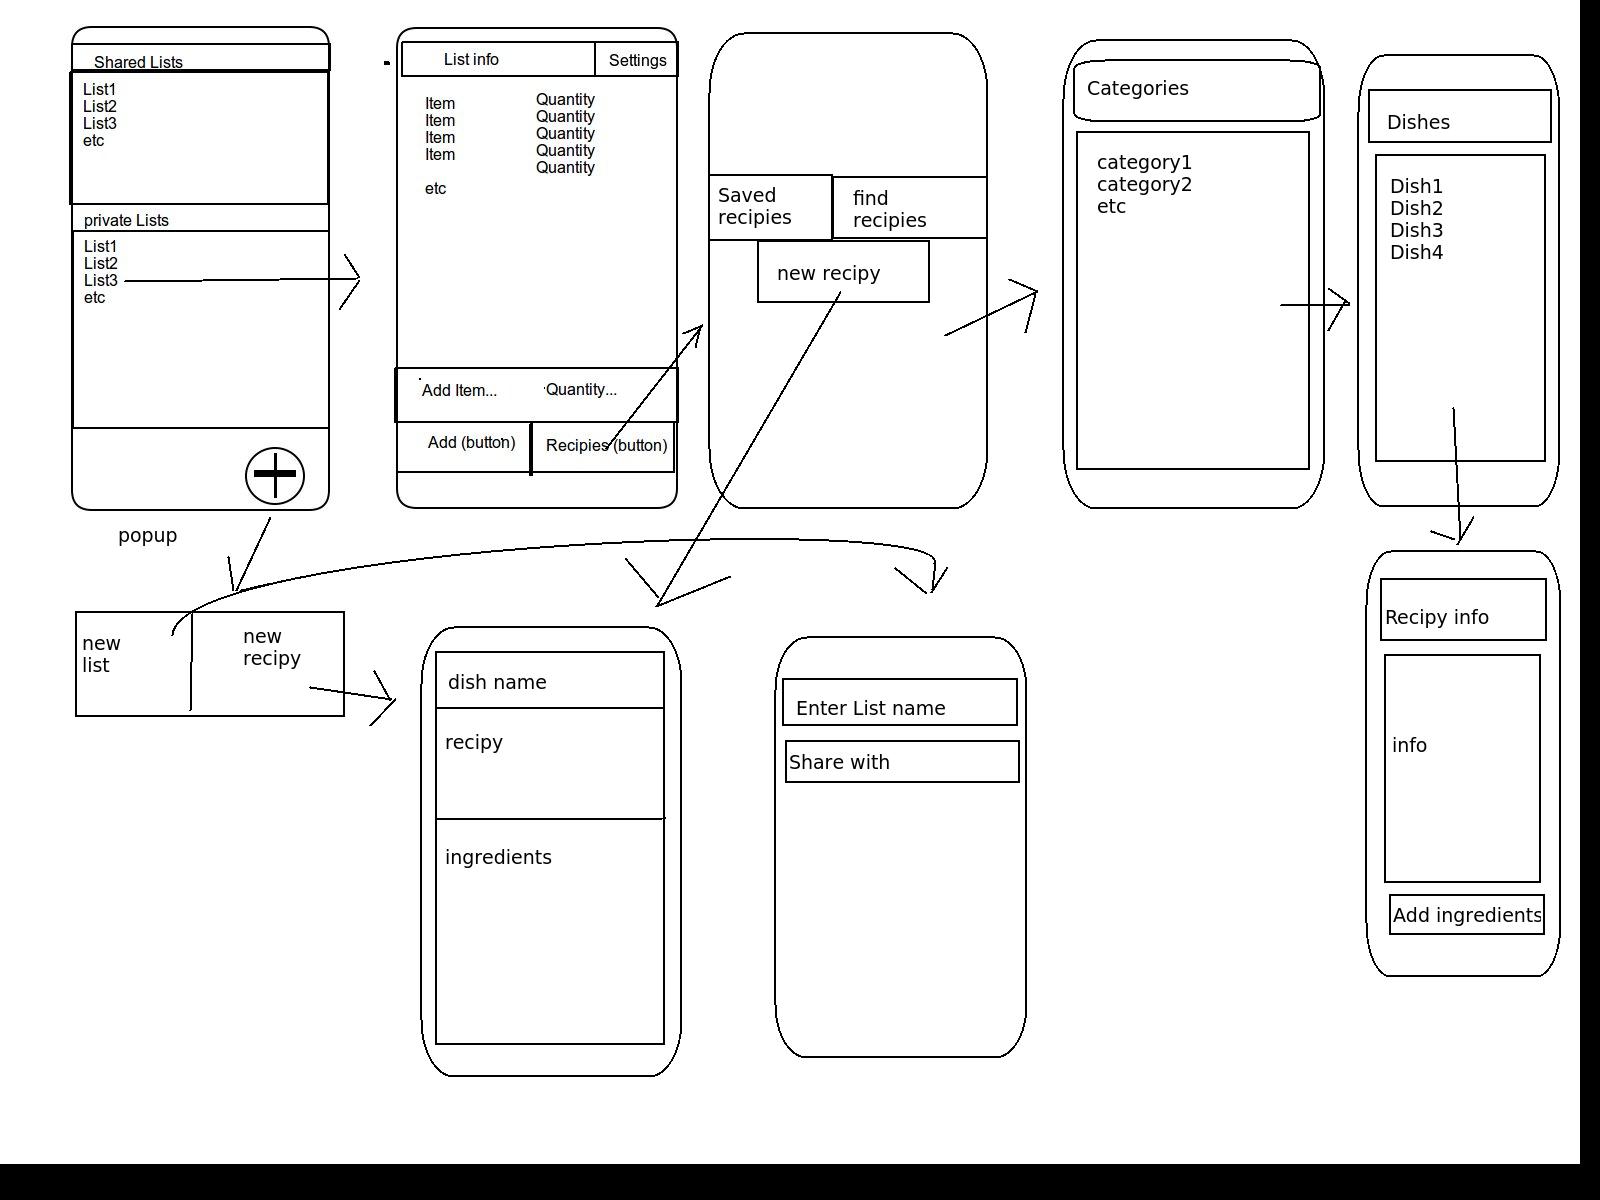 Shared Lists
List1
List2
List3
etc
private Lists
List1
List2
List3
etc
popup
new
list
new
recipy
List info
Settings
Item
Item
Item
Item
etc
Quantity
Quantity
Quantity
Quantity
Quantity
Add Item...
Quantity...
Add (button)
Recipies (button)
Saved
recipies
find
recipies
new recipy
Categories
category1
category2
etc
Dishes
Dish1
Dish2
Dish3
Dish4
dish name
recipy
ingredients
Enter List name
Share with
Recipy info
info
Add ingredients